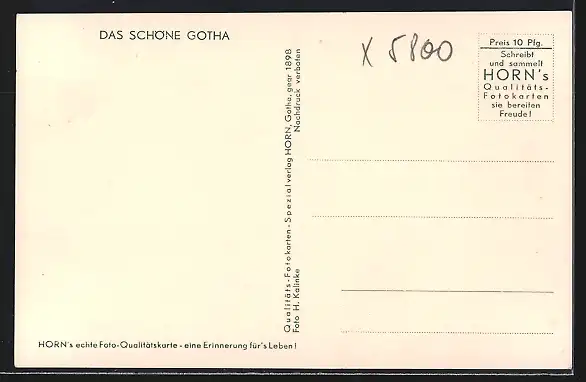 DAS SCHÖNE GOTHA
X 5800
Preis 10 Pfg.
Schreibt
und sammelt
HORN's
Qualitäts-
Fotokarten
sie bereiten
Freude!
Qualitäts-Fotokarten-Spezialverlag HORN, Gotha, gegr 1898
Foto H. Kalinke Nachdruck verboten
HORN's echte Foto-Qualitätskarte - eine Erinnerung für's Leben!